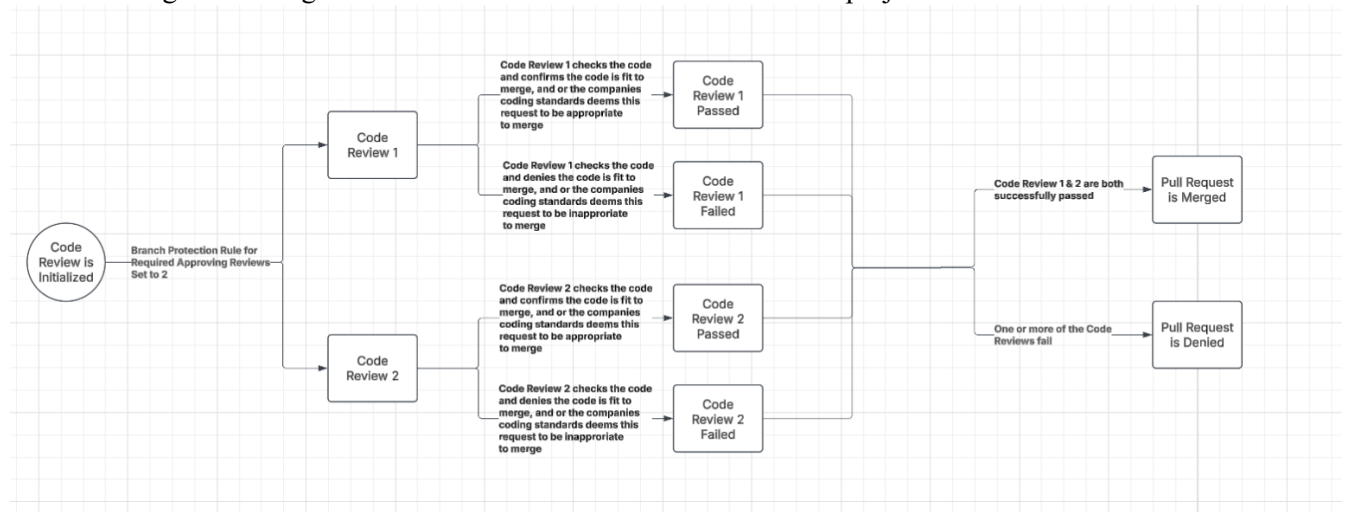 Code
Review is
Initialized
Branch Protection Rule for
Required Approving Reviews
Set to 2
Code
Review 1
Code Review 1 checks the code
and confirms the code is fit to
merge, and or the companies
coding standards deems this
request to be appropriate
to merge
Code
Review 1
Passed
Code Review 1 checks the code
and denies the code is fit to
merge, and or the companies
coding standards deems this
request to be inapproriate
to merge
Code
Review 1
Failed
Code
Review 2
Code Review 2 checks the code
and confirms the code is fit to
merge, and or the companies
coding standards deems this
request to be appropriate
to merge
Code
Review 2
Passed
Code Review 2 checks the code
and denies the code is fit to
merge, and or the companies
coding standards deems this
request to be inapproriate
to merge
Code
Review 2
Failed
Code Review 1 & 2 are both
successfully passed
Pull Request
is Merged
One or more of the Code
Reviews fail
Pull Request
is Denied